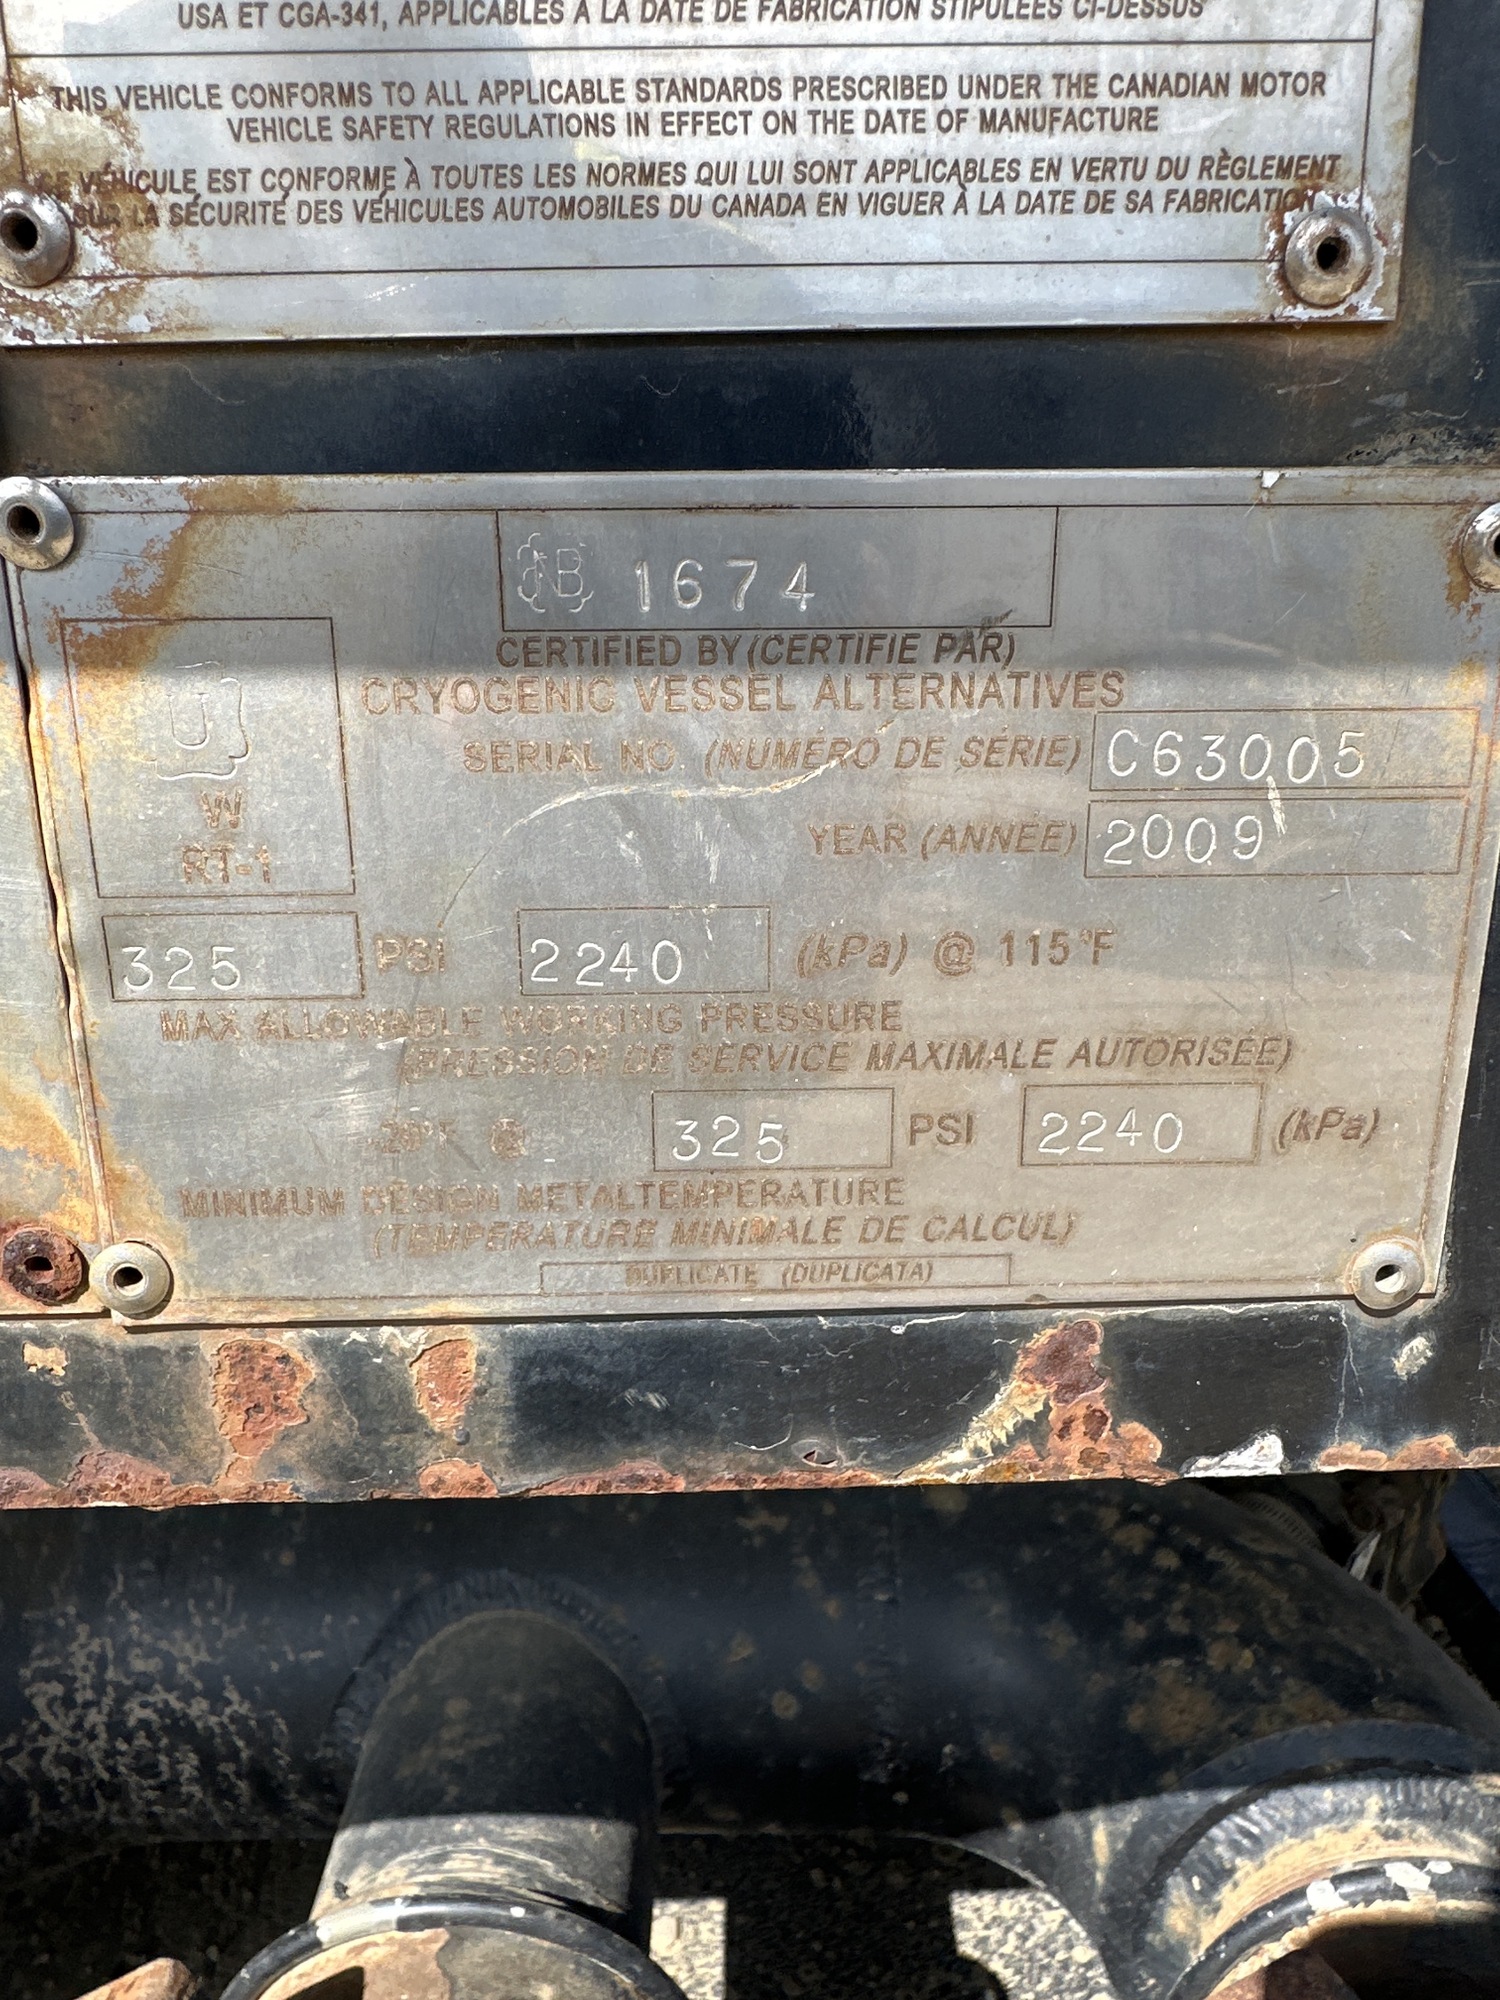 USA ET CGA-341, APPLICABLES À LA DATE DE FABRICATION STIPULÉES CI-DESSUS
THIS VEHICLE CONFORMS TO ALL APPLICABLE STANDARDS PRESCRIBED UNDER THE CANADIAN MOTOR
VEHICLE SAFETY REGULATIONS IN EFFECT ON THE DATE OF MANUFACTURE
CE VÉHICULE EST CONFORME À TOUTES LES NORMES QUI LUI SONT APPLICABLES EN VERTU DU RÈGLEMENT
SUR LA SÉCURITÉ DES VÉHICULES AUTOMOBILES DU CANADA EN VIGUER À LA DATE DE SA FABRICATION
NB 1674
CERTIFIED BY (CERTIFIE PAR)
CRYOGENIC VESSEL ALTERNATIVES
U
W
RT-1
SERIAL NO. (NUMÉRO DE SÉRIE) C63005
YEAR (ANNÉE) 2009
325 PSI 2240 (kPa) @ 115°F
MAX ALLOWABLE WORKING PRESSURE
(PRESSION DE SERVICE MAXIMALE AUTORISÉE)
-20°F @ 325 PSI 2240 (kPa)
MINIMUM DESIGN METALTEMPERATURE
(TEMPERATURE MINIMALE DE CALCUL)
DUPLICATE (DUPLICATA)